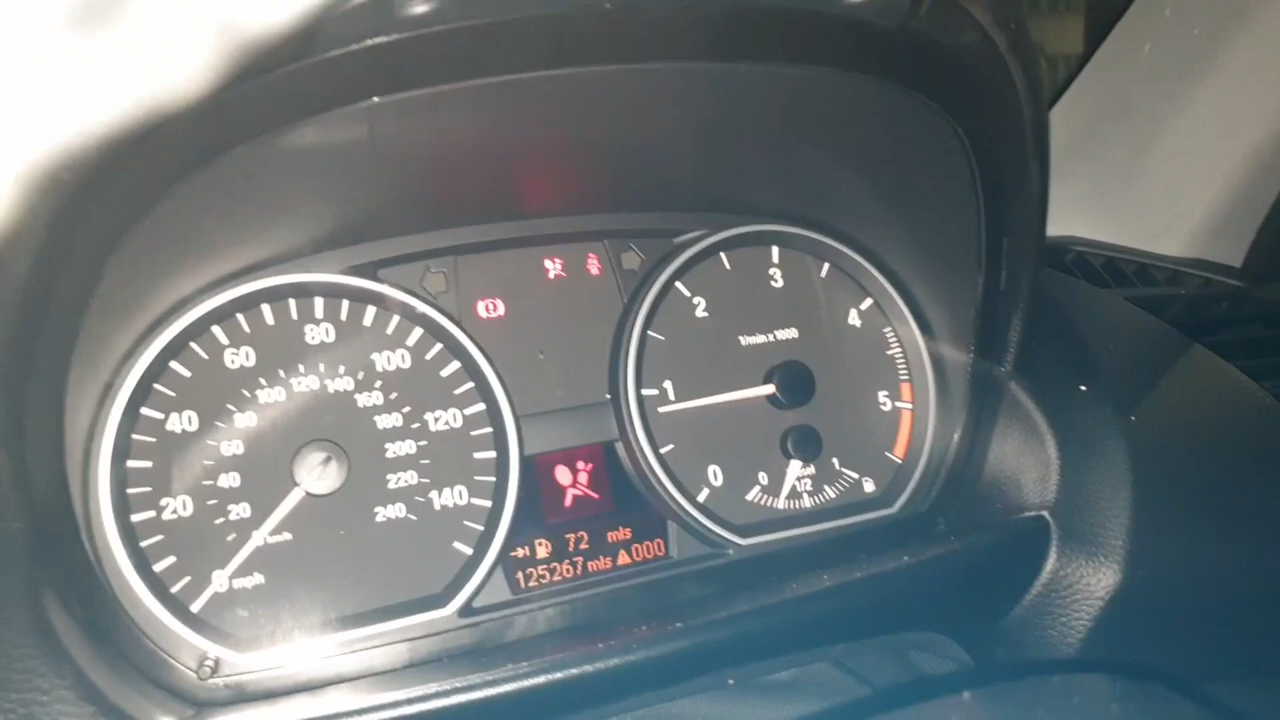 20 40 60 80 100 120 140
20 40 60 80 100 120 140 160 180 200 220 240
km/h
0 mph
0 1 2 3 4 5
1/min x 1000
0 1/2 1
72 mls
125267 mls 000